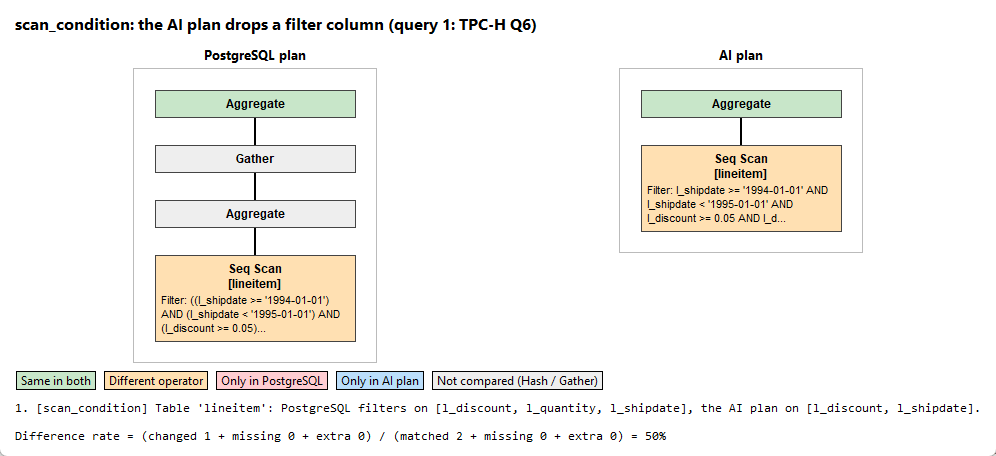 scan_condition: the AI plan drops a filter column (query 1: TPC-H Q6)
PostgreSQL plan
Aggregate
Gather
Aggregate
Seq Scan
[lineitem]
Filter: ((l_shipdate >= '1994-01-01')
AND (l_shipdate < '1995-01-01') AND
(l_discount >= 0.05)...
AI plan
Aggregate
Seq Scan
[lineitem]
Filter: l_shipdate >= '1994-01-01' AND
l_shipdate < '1995-01-01' AND
l_discount >= 0.05 AND l_d...
Same in both
Different operator
Only in PostgreSQL
Only in AI plan
Not compared (Hash / Gather)
1. [scan_condition] Table 'lineitem': PostgreSQL filters on [l_discount, l_quantity, l_shipdate], the AI plan on [l_discount, l_shipdate].
Difference rate = (changed 1 + missing 0 + extra 0) / (matched 2 + missing 0 + extra 0) = 50%